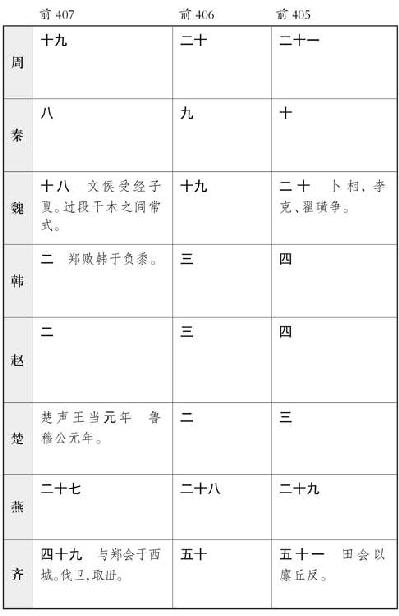 前 407 前 406 前 405
周 十九 二十 二十一
秦 八 九 十
魏
十八 文侯受经子
夏。过段干木之闾常
式。
十九
二十 卜相，李
克、翟璜争。
韩 二 郑败韩于负黍。 三 四
赵 二 三 四
楚
楚声王当元年 鲁
穆公元年。
二 三
燕 二十七 二十八 二十九
齐
四十九 与郑会于西
城。伐卫，取毌。
五十
五十一 田会以
廪丘反。